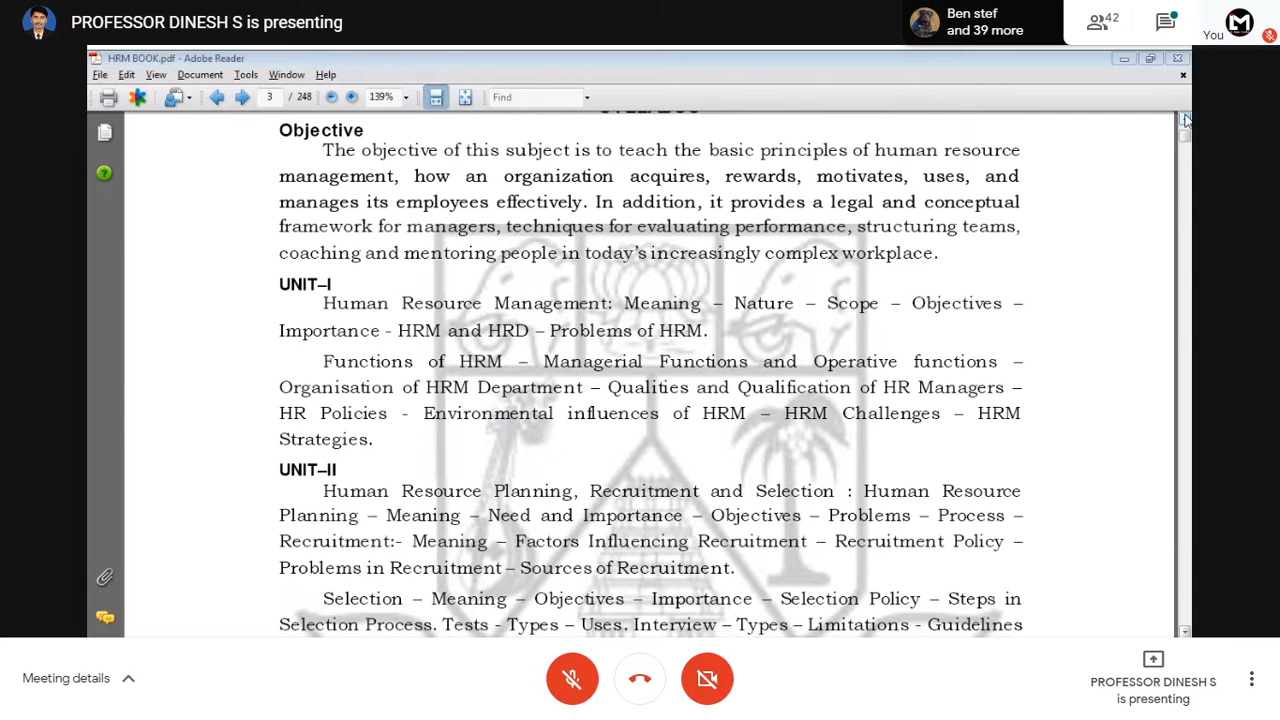 PROFESSOR DINESH S is presenting
Ben stef
and 39 more
42
You
HRM BOOK.pdf - Adobe Reader
File Edit View Document Tools Window Help
3 / 248 139% Find
Objective
The objective of this subject is to teach the basic principles of human resource
management, how an organization acquires, rewards, motivates, uses, and
manages its employees effectively. In addition, it provides a legal and conceptual
framework for managers, techniques for evaluating performance, structuring teams,
coaching and mentoring people in today's increasingly complex workplace.
UNIT–I
Human Resource Management: Meaning – Nature – Scope – Objectives –
Importance - HRM and HRD – Problems of HRM.
Functions of HRM – Managerial Functions and Operative functions –
Organisation of HRM Department – Qualities and Qualification of HR Managers –
HR Policies - Environmental influences of HRM – HRM Challenges – HRM
Strategies.
UNIT–II
Human Resource Planning, Recruitment and Selection : Human Resource
Planning – Meaning – Need and Importance – Objectives – Problems – Process –
Recruitment:- Meaning – Factors Influencing Recruitment – Recruitment Policy –
Problems in Recruitment – Sources of Recruitment.
Selection – Meaning – Objectives – Importance – Selection Policy – Steps in
Selection Process. Tests - Types – Uses. Interview – Types – Limitations - Guidelines
Meeting details
PROFESSOR DINESH S
is presenting